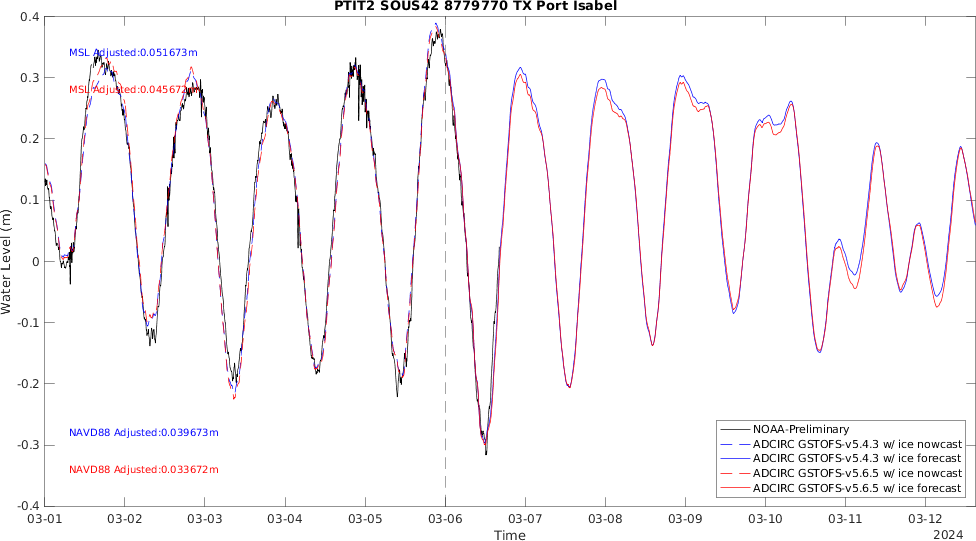 PTIT2 SOUS42 8779770 TX Port Isabel
0.4
MSL Adjusted:0.051673m
0.3
MSL Adjusted:0.045672m
0.2
0.1
Water Level (m)
0
-0.1
-0.2
NAVD88 Adjusted:0.039673m
-0.3
NAVD88 Adjusted:0.033672m
-0.4
NOAA-Preliminary
ADCIRC GSTOFS-v5.4.3 w/ ice nowcast
ADCIRC GSTOFS-v5.4.3 w/ ice forecast
ADCIRC GSTOFS-v5.6.5 w/ ice nowcast
ADCIRC GSTOFS-v5.6.5 w/ ice forecast
03-01 03-02 03-03 03-04 03-05 03-06 03-07 03-08 03-09 03-10 03-11 03-12
Time
2024